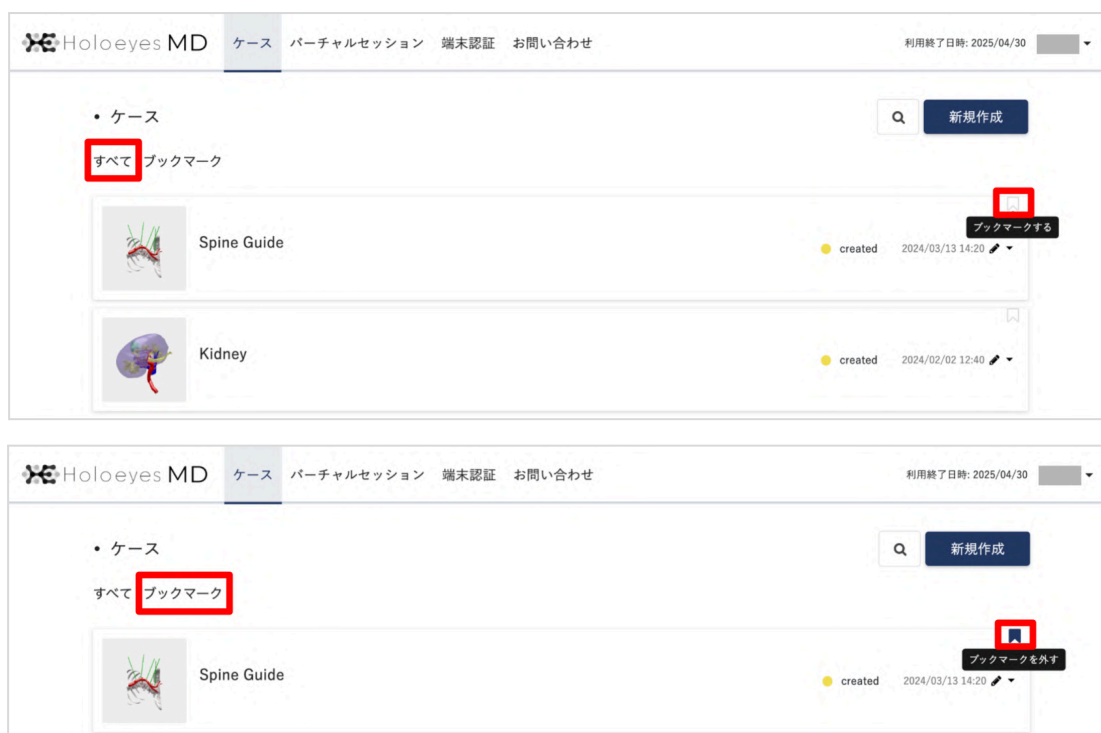 Holoeyes MD ケース バーチャルセッション 端末認証 お問い合わせ 利用終了日時: 2025/04/30
• ケース 新規作成
すべて ブックマーク
ブックマークする
Spine Guide created 2024/03/13 14:20
Kidney created 2024/02/02 12:40
Holoeyes MD ケース バーチャルセッション 端末認証 お問い合わせ 利用終了日時: 2025/04/30
• ケース 新規作成
すべて ブックマーク
ブックマークを外す
Spine Guide created 2024/03/13 14:20